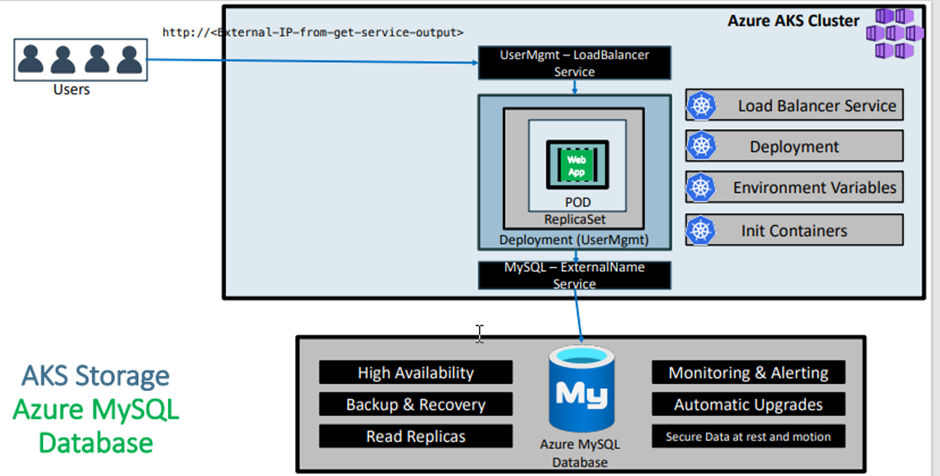 http://<External-IP-from-get-service-output>
Azure AKS Cluster
Users
UserMgmt – LoadBalancer
Service
Web
App
POD
ReplicaSet
Deployment (UserMgmt)
MySQL – ExternalName
Service
Load Balancer Service
Deployment
Environment Variables
Init Containers
AKS Storage
Azure MySQL
Database
High Availability
Backup & Recovery
Read Replicas
My
Azure MySQL
Database
Monitoring & Alerting
Automatic Upgrades
Secure Data at rest and motion